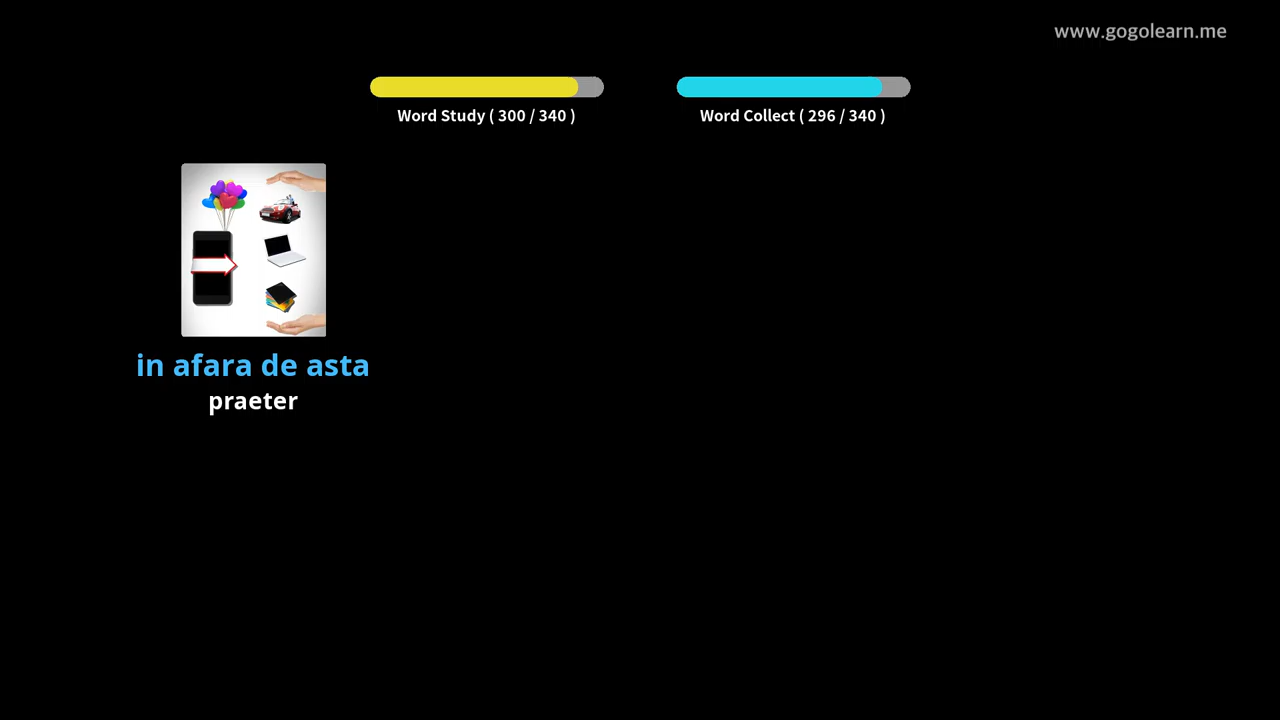 www.gogolearn.me
Word Study ( 300 / 340 )
Word Collect ( 296 / 340 )
in afara de asta
praeter